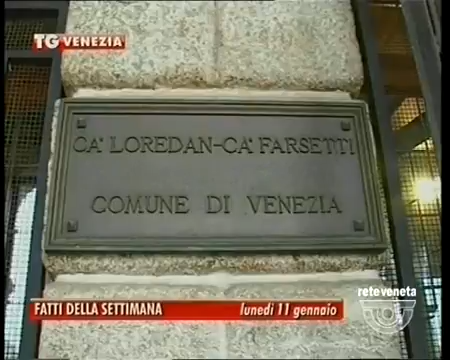 TG VENEZIA
CA' LOREDAN-CA' FARSETTI
COMUNE DI VENEZIA
reteveneta
FATTI DELLA SETTIMANA lunedì 11 gennaio